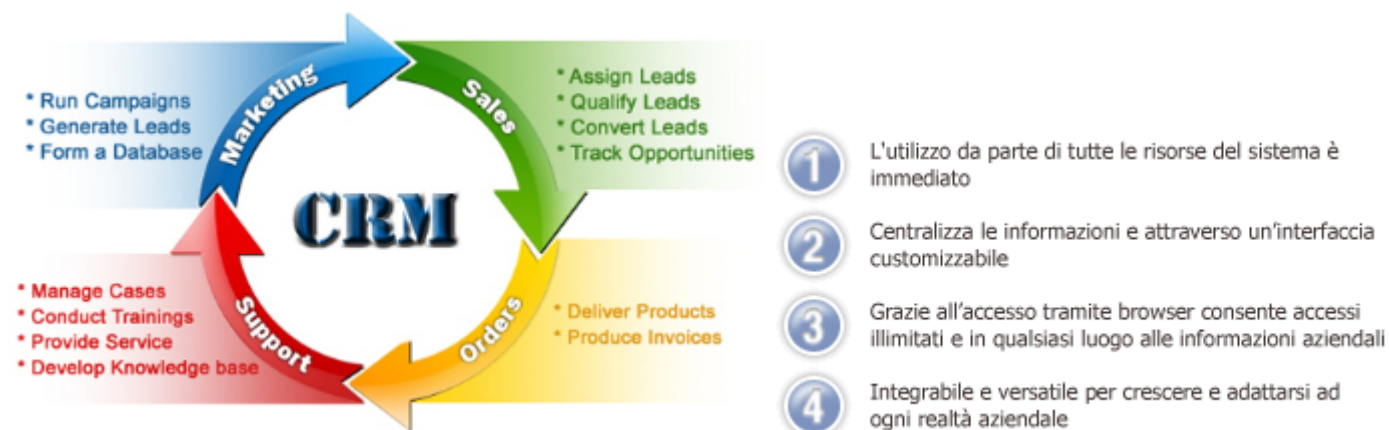 Marketing
* Run Campaigns
* Generate Leads
* Form a Database
Sales
* Assign Leads
* Qualify Leads
* Convert Leads
* Track Opportunities
CRM
Support
* Manage Cases
* Conduct Trainings
* Provide Service
* Develop Knowledge base
Orders
* Deliver Products
* Produce Invoices
1
L'utilizzo da parte di tutte le risorse del sistema è
immediato
2
Centralizza le informazioni e attraverso un'interfaccia
customizzabile
3
Grazie all'accesso tramite browser consente accessi
illimitati e in qualsiasi luogo alle informazioni aziendali
4
Integrabile e versatile per crescere e adattarsi ad
ogni realtà aziendale